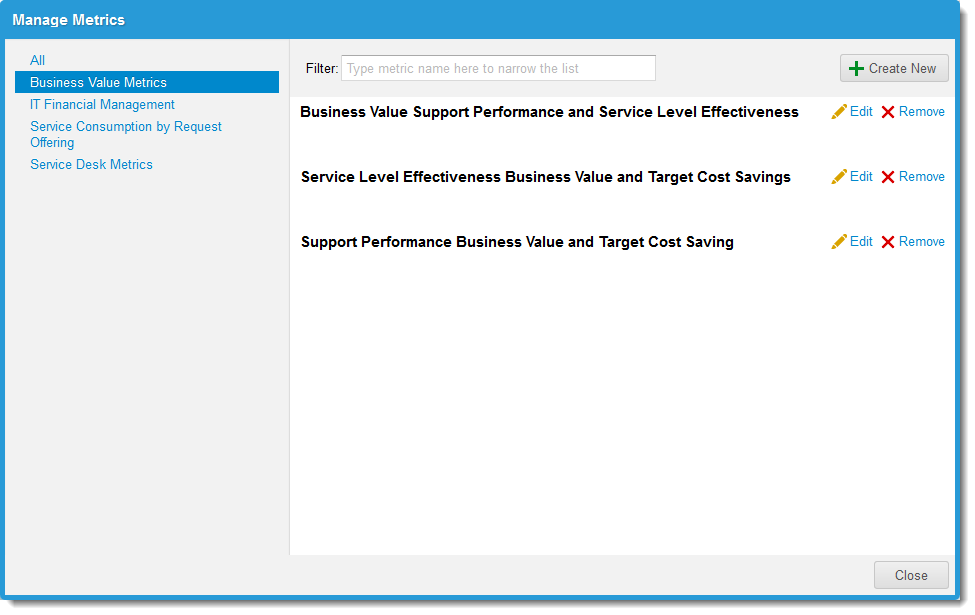 Manage Metrics
All
Business Value Metrics
IT Financial Management
Service Consumption by Request
Offering
Service Desk Metrics
Filter: Type metric name here to narrow the list
Create New
Business Value Support Performance and Service Level Effectiveness Edit Remove
Service Level Effectiveness Business Value and Target Cost Savings Edit Remove
Support Performance Business Value and Target Cost Saving Edit Remove
Close